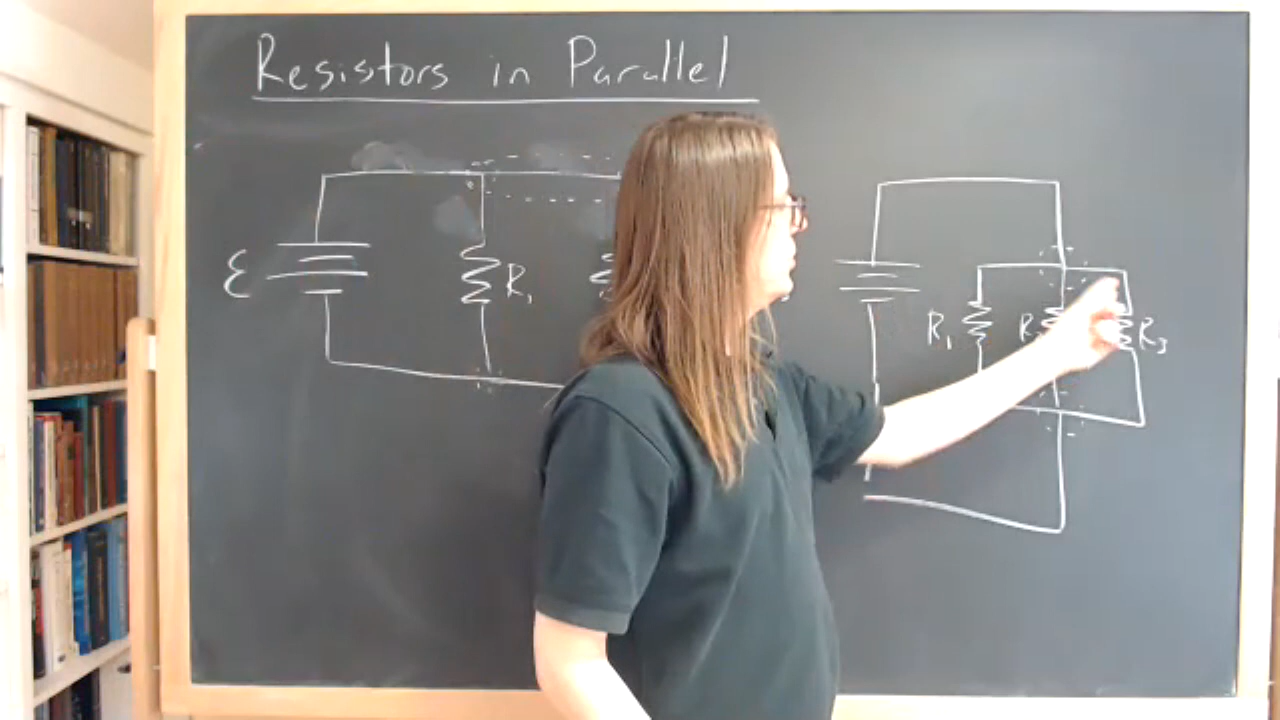 Resistors in Parallel
ε
R₁
R₁
R₃